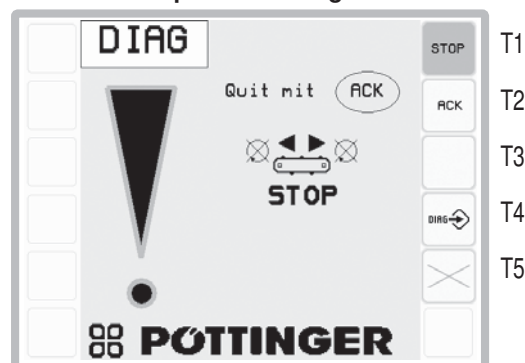 DIAG
STOP
T1
Quit mit ACK
ACK
T2
T3
STOP
DIAG
T4
T5
PÖTTINGER